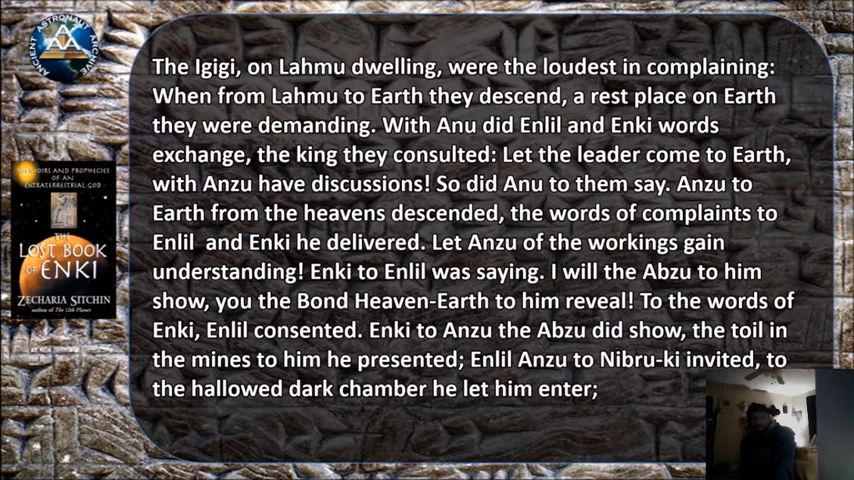 ANCIENT ASTRONAUT ARCHIVE
AAA
The Igigi, on Lahmu dwelling, were the loudest in complaining:
When from Lahmu to Earth they descend, a rest place on Earth
they were demanding. With Anu did Enlil and Enki words
exchange, the king they consulted: Let the leader come to Earth,
with Anzu have discussions! So did Anu to them say. Anzu to
Earth from the heavens descended, the words of complaints to
Enlil and Enki he delivered. Let Anzu of the workings gain
understanding! Enki to Enlil was saying. I will the Abzu to him
show, you the Bond Heaven-Earth to him reveal! To the words of
Enki, Enlil consented. Enki to Anzu the Abzu did show, the toil in
the mines to him he presented; Enlil Anzu to Nibru-ki invited, to
the hallowed dark chamber he let him enter;
MEMOIRS AND PROPHECIES
OF AN
EXTRATERRESTRIAL GOD
THE
LOST BOOK
OF ENKI
ZECHARIA SITCHIN
author of The 12th Planet